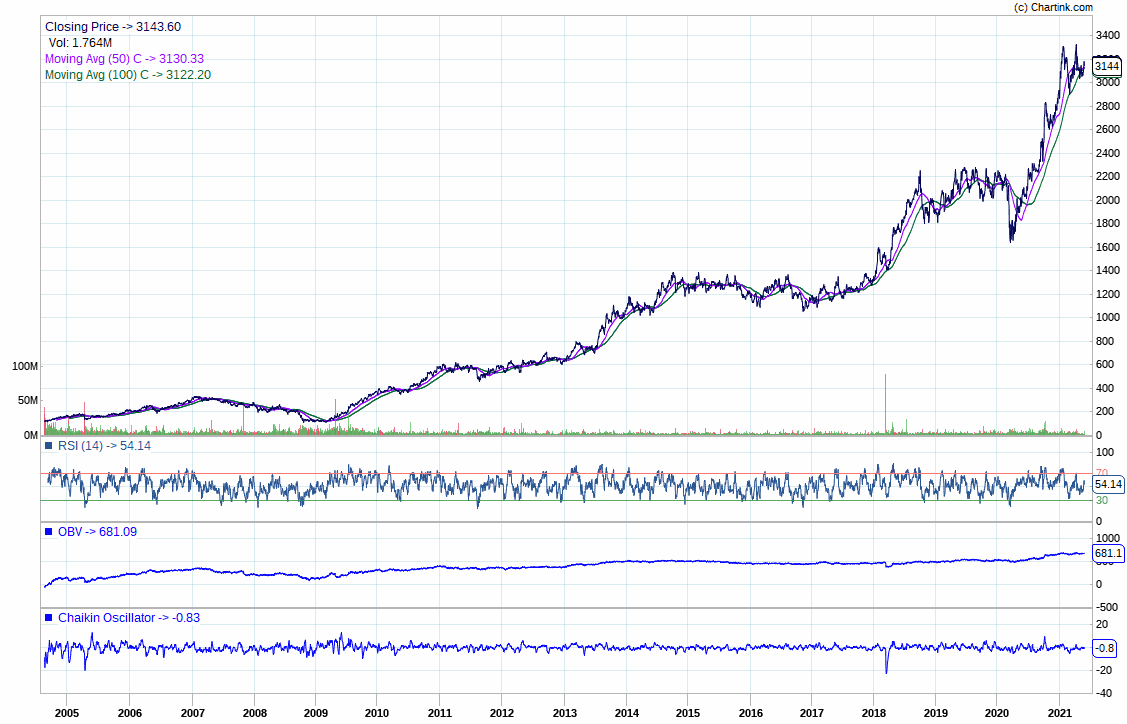 (c) Chartink.com
Closing Price -> 3143.60
Vol: 1.764M
Moving Avg (50) C -> 3130.33
Moving Avg (100) C -> 3122.20
3400
3144
3000
2800
2600
2400
2200
2000
1800
1600
1400
1200
1000
800
600
400
200
0
100M
50M
0M
RSI (14) -> 54.14
100
70
54.14
30
0
OBV -> 681.09
1000
681.1
0
-500
Chaikin Oscillator -> -0.83
20
-0.8
-20
-40
2005 2006 2007 2008 2009 2010 2011 2012 2013 2014 2015 2016 2017 2018 2019 2020 2021